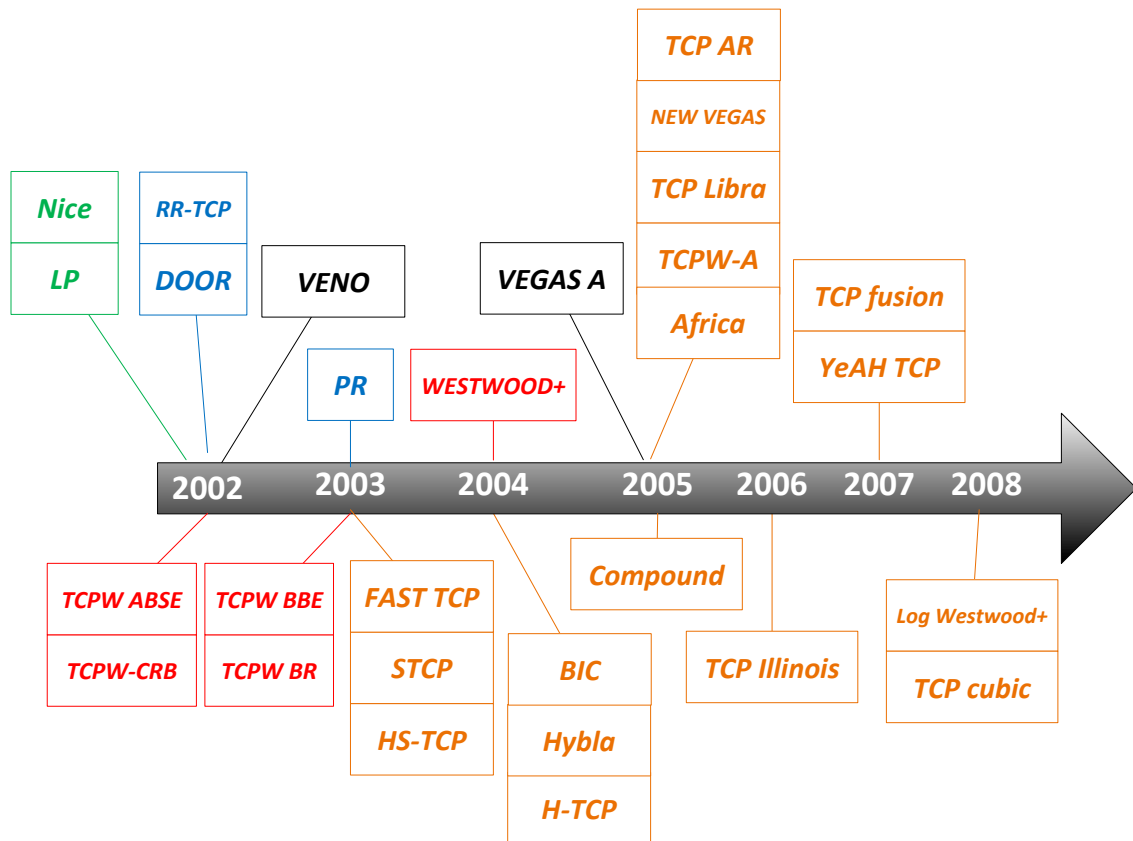 TCP AR
NEW VEGAS
TCP Libra
TCPW-A
Africa
Nice
LP
RR-TCP
DOOR
VENO
VEGAS A
TCP fusion
YeAH TCP
PR
WESTWOOD+
2002
2003
2004
2005
2006
2007
2008
TCPW ABSE
TCPW-CRB
TCPW BBE
TCPW BR
FAST TCP
STCP
HS-TCP
BIC
Hybla
H-TCP
Compound
TCP Illinois
Log Westwood+
TCP cubic